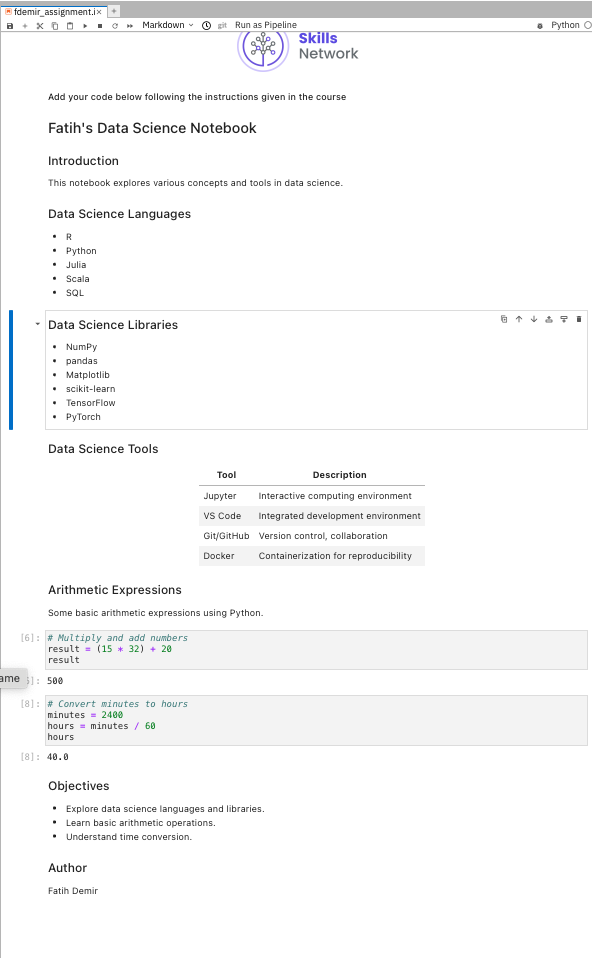 fdemir_assignment.i
Markdown
git
Run as Pipeline
Python
Skills
Network
Add your code below following the instructions given in the course
Fatih's Data Science Notebook
Introduction
This notebook explores various concepts and tools in data science.
Data Science Languages
• R
• Python
• Julia
• Scala
• SQL
Data Science Libraries
• NumPy
• pandas
• Matplotlib
• scikit-learn
• TensorFlow
• PyTorch
Data Science Tools
Tool Description
Jupyter Interactive computing environment
VS Code Integrated development environment
Git/GitHub Version control, collaboration
Docker Containerization for reproducibility
Arithmetic Expressions
Some basic arithmetic expressions using Python.
[6]: # Multiply and add numbers
result = (15 * 32) + 20
result
ame
]: 500
[8]: # Convert minutes to hours
minutes = 2400
hours = minutes / 60
hours
[8]: 40.0
Objectives
• Explore data science languages and libraries.
• Learn basic arithmetic operations.
• Understand time conversion.
Author
Fatih Demir